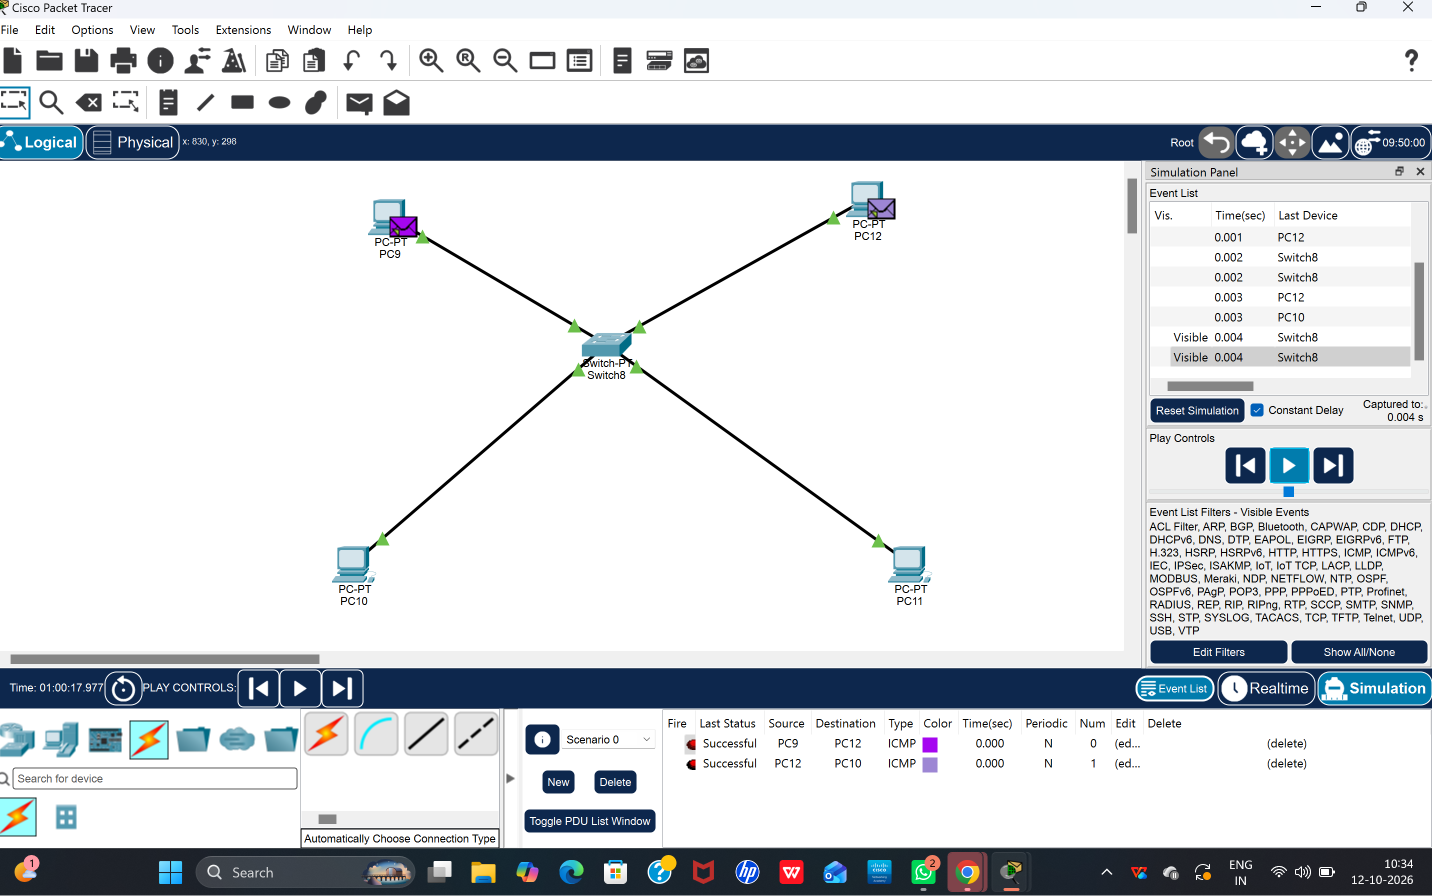 Cisco Packet Tracer
File Edit Options View Tools Extensions Window Help
Logical Physical x: 830, y: 298 Root 09:50:00
PC-PT
PC9
PC-PT
PC12
Switch-PT
Switch8
PC-PT
PC10
PC-PT
PC11
Simulation Panel
Event List
Vis. Time(sec) Last Device
0.001 PC12
0.002 Switch8
0.002 Switch8
0.003 PC12
0.003 PC10
Visible 0.004 Switch8
Visible 0.004 Switch8
Reset Simulation Constant Delay Captured to:
0.004 s
Play Controls
Event List Filters - Visible Events
ACL Filter, ARP, BGP, Bluetooth, CAPWAP, CDP, DHCP,
DHCPv6, DNS, DTP, EAPOL, EIGRP, EIGRPv6, FTP,
H.323, HSRP, HSRPv6, HTTP, HTTPS, ICMP, ICMPv6,
IEC, IPSec, ISAKMP, IoT, IoT TCP, LACP, LLDP,
MODBUS, Meraki, NDP, NETFLOW, NTP, OSPF,
OSPFv6, PAgP, POP3, PPP, PPPoED, PTP, Profinet,
RADIUS, REP, RIP, RIPng, RTP, SCCP, SMTP, SNMP,
SSH, STP, SYSLOG, TACACS, TCP, TFTP, Telnet, UDP,
USB, VTP
Edit Filters Show All/None
Time: 01:00:17.977 PLAY CONTROLS: Event List Realtime Simulation
Search for device
Automatically Choose Connection Type
Scenario 0
New Delete
Toggle PDU List Window
Fire Last Status Source Destination Type Color Time(sec) Periodic Num Edit Delete
Successful PC9 PC12 ICMP 0.000 N 0 (ed... (delete)
Successful PC12 PC10 ICMP 0.000 N 1 (ed... (delete)
1 Search 2 ENG
IN 10:34
12-10-2026